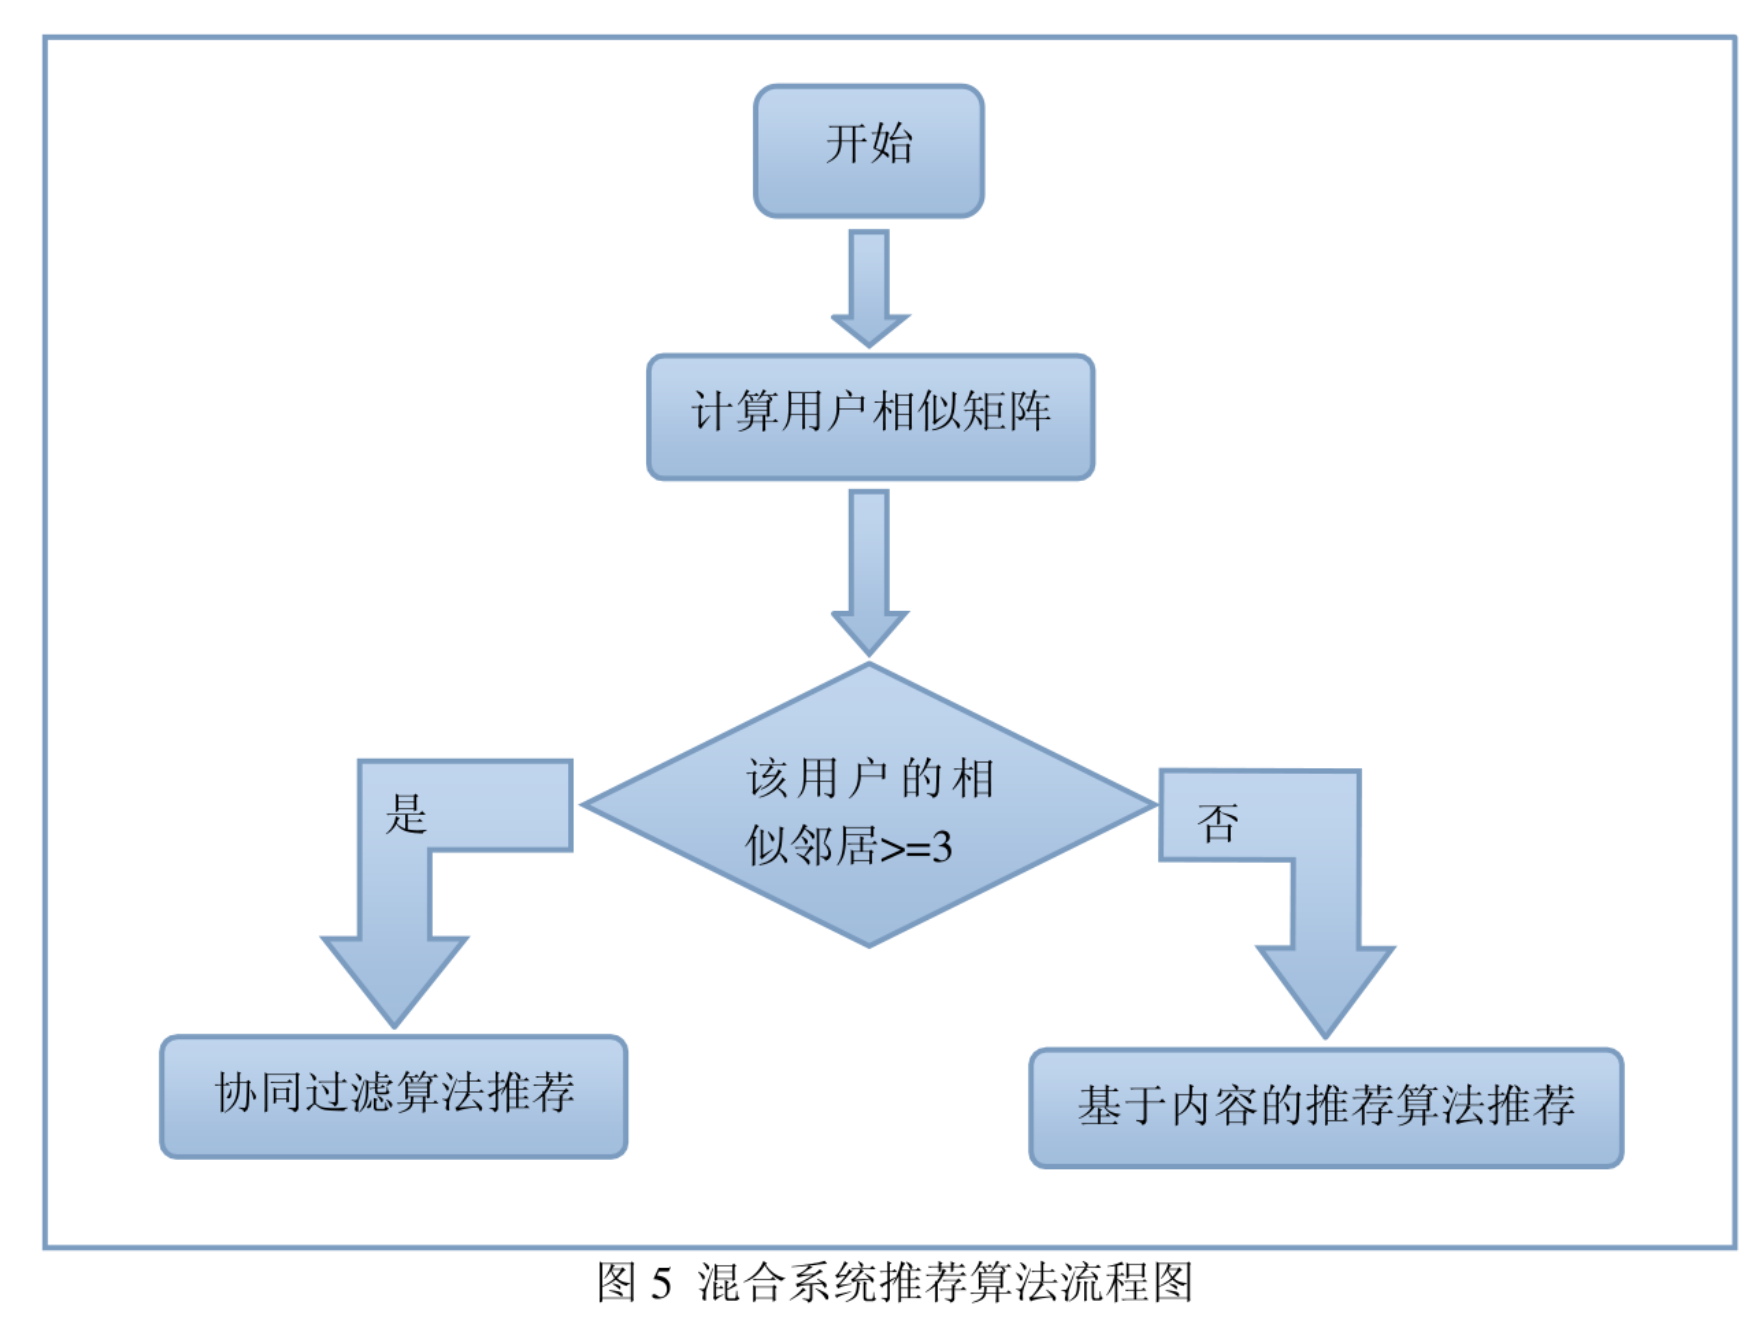 开始
计算用户相似矩阵
该用户的相
似邻居>=3
是
否
协同过滤算法推荐
基于内容的推荐算法推荐
图 5 混合系统推荐算法流程图